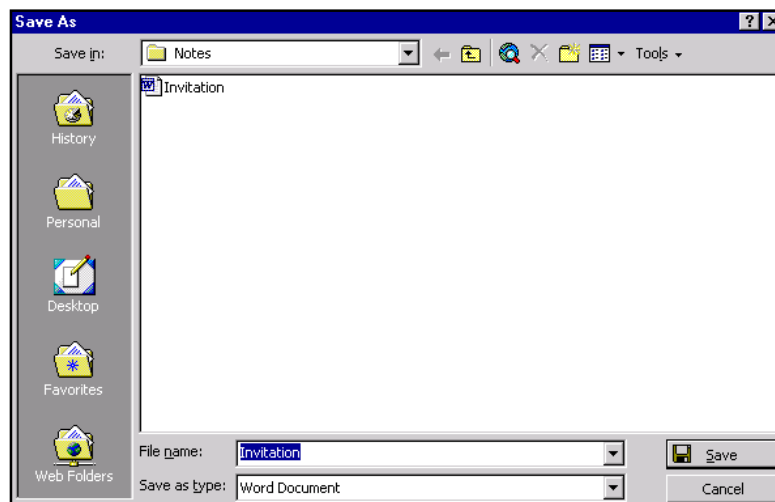 Save As
Save in: Notes Tools
Invitation
History
Personal
Desktop
Favorites
Web Folders
File name: Invitation Save
Save as type: Word Document Cancel